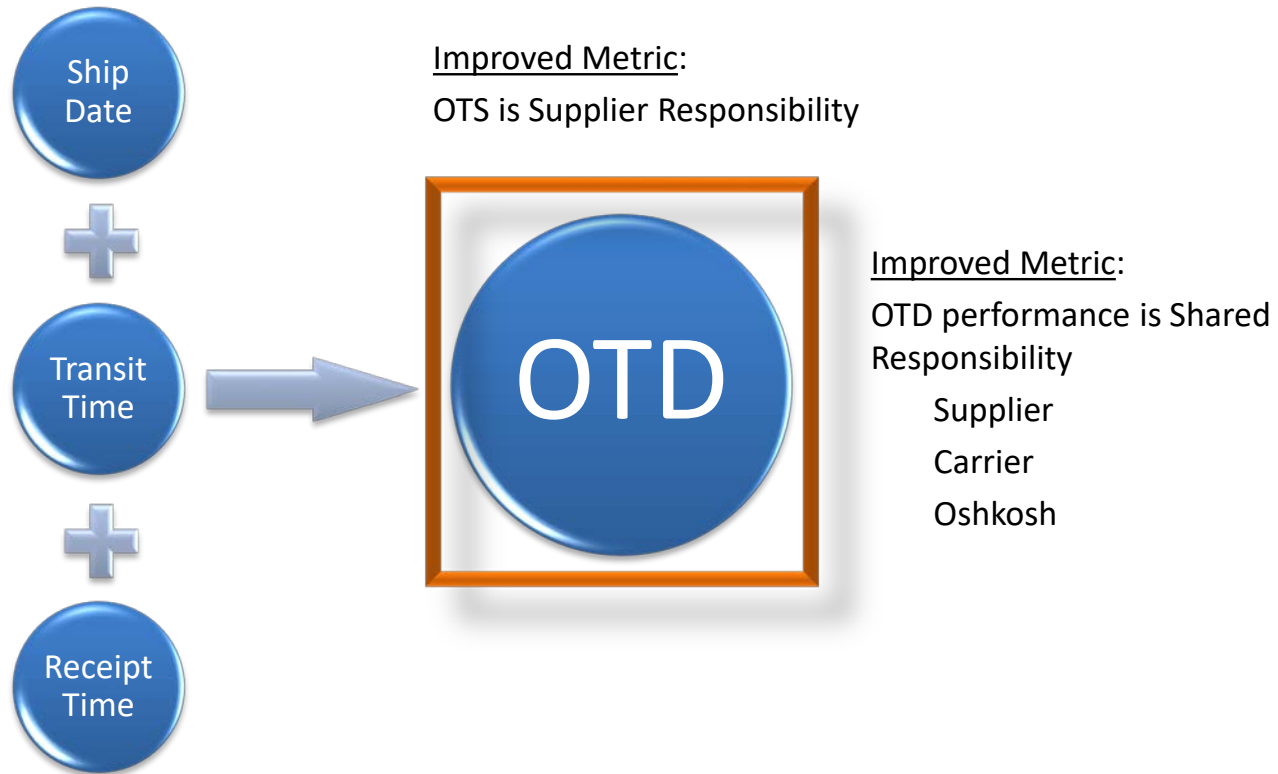 Ship
Date
Transit
Time
Receipt
Time
Improved Metric:
OTS is Supplier Responsibility
OTD
Improved Metric:
OTD performance is Shared
Responsibility
Supplier
Carrier
Oshkosh